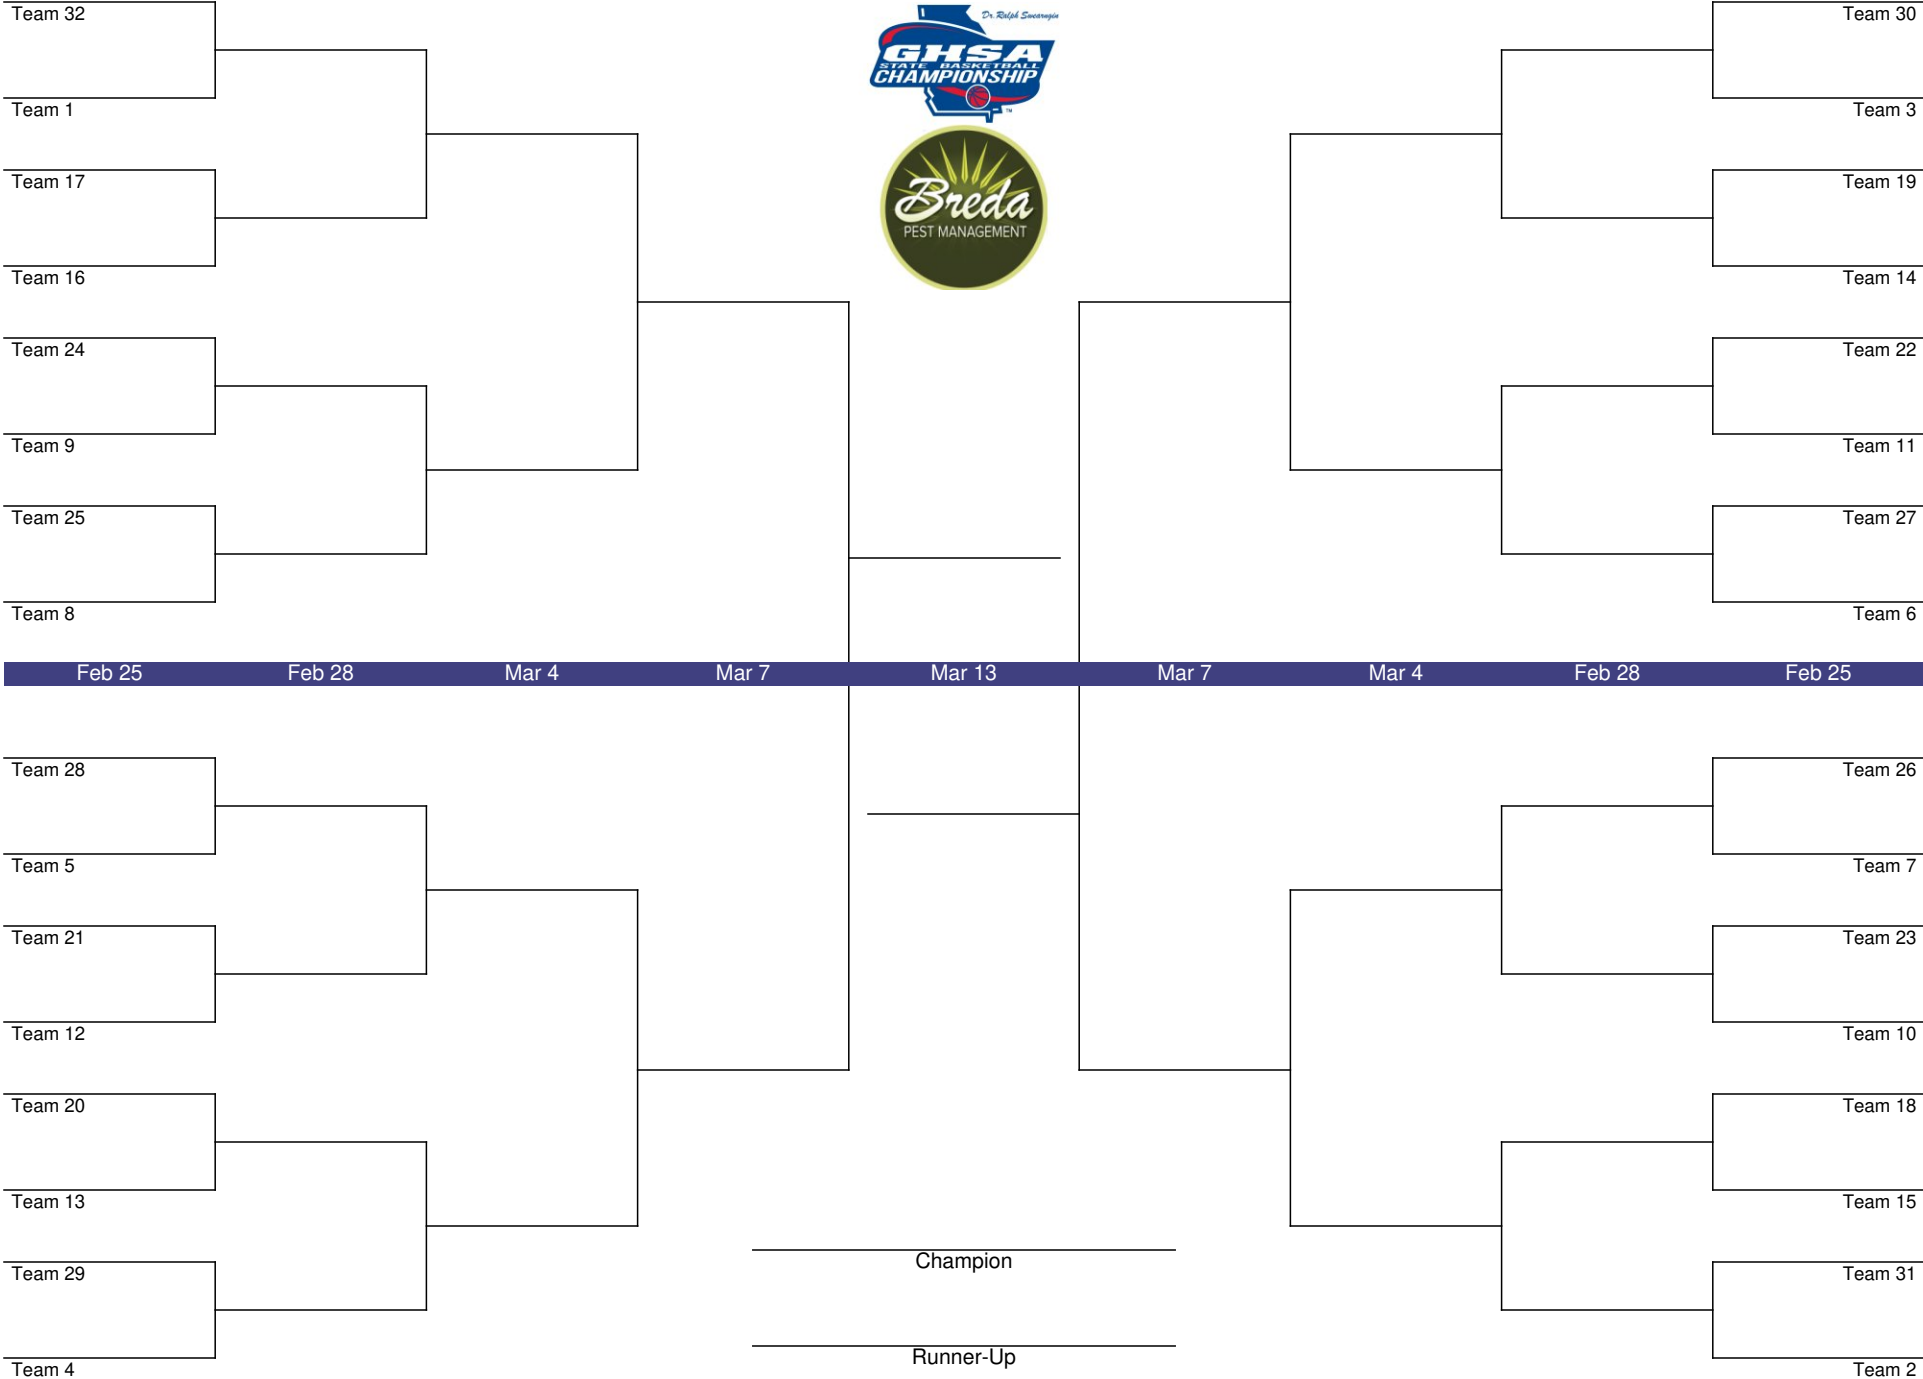 Team 32
Team 1
Team 17
Team 16
Team 24
Team 9
Team 25
Team 8
Dr. Ralph Swearngin
GHSA
STATE BASKETBALL
CHAMPIONSHIP
TM
Breda
PEST MANAGEMENT
Team 30
Team 3
Team 19
Team 14
Team 22
Team 11
Team 27
Team 6
Feb 25 Feb 28 Mar 4 Mar 7 Mar 13 Mar 7 Mar 4 Feb 28 Feb 25
Team 28
Team 5
Team 21
Team 12
Team 20
Team 13
Team 29
Team 4
Champion
Runner-Up
Team 26
Team 7
Team 23
Team 10
Team 18
Team 15
Team 31
Team 2